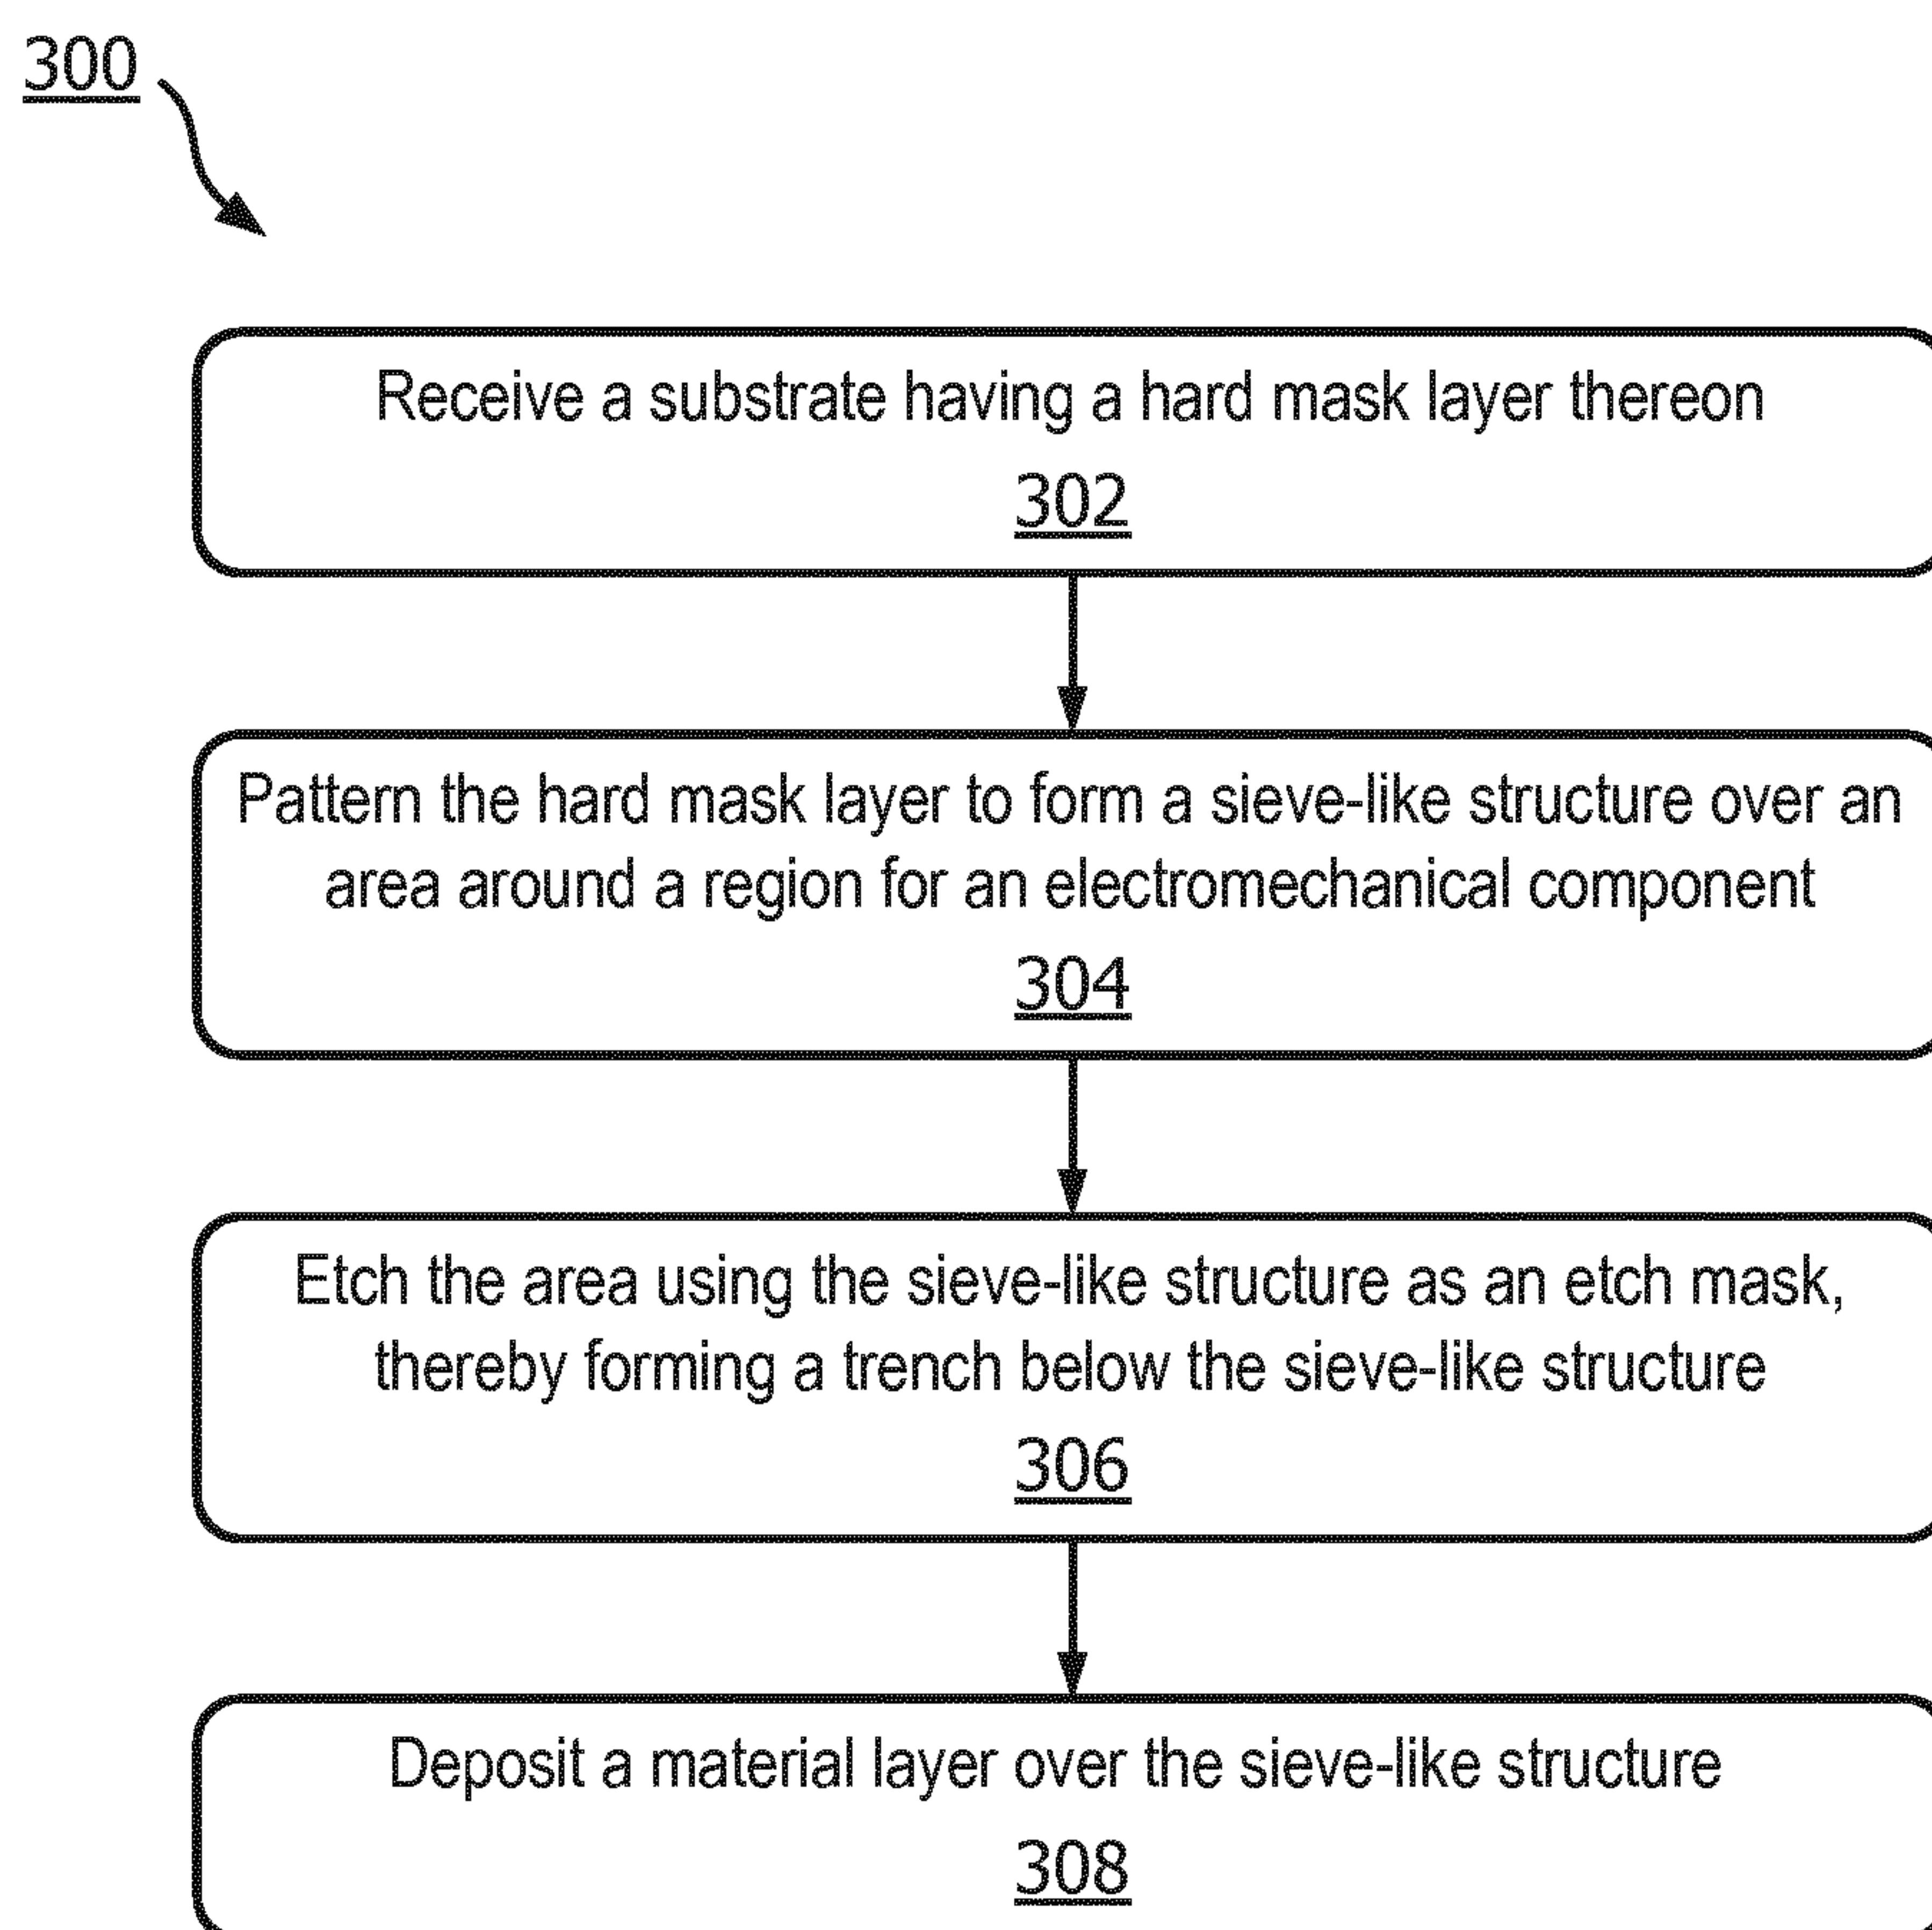 300
Receive a substrate having a hard mask layer thereon
302
Pattern the hard mask layer to form a sieve-like structure over an
area around a region for an electromechanical component
304
Etch the area using the sieve-like structure as an etch mask,
thereby forming a trench below the sieve-like structure
306
Deposit a material layer over the sieve-like structure
308